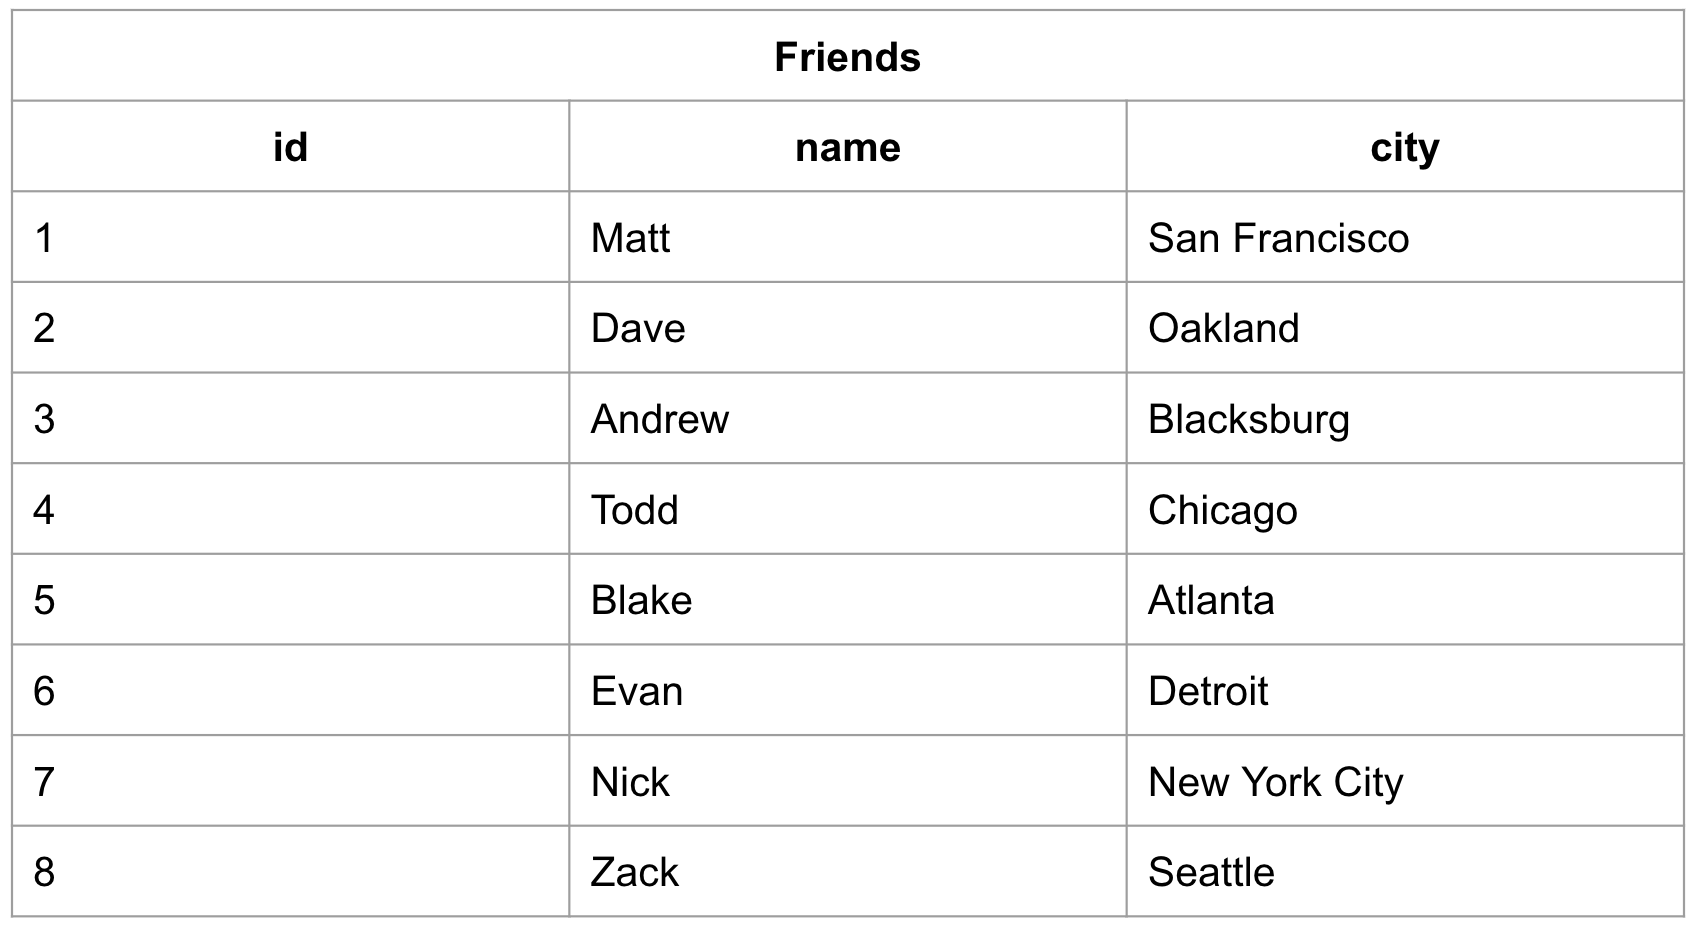 Friends
id name city
1 Matt San Francisco
2 Dave Oakland
3 Andrew Blacksburg
4 Todd Chicago
5 Blake Atlanta
6 Evan Detroit
7 Nick New York City
8 Zack Seattle